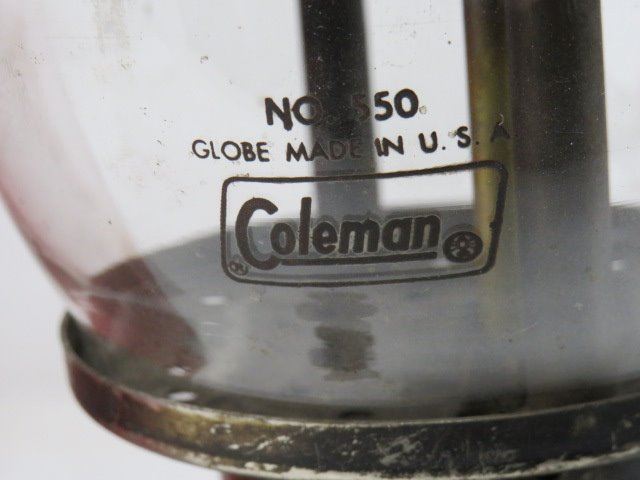 NO. 550
GLOBE MADE IN U.S.A
Coleman
®